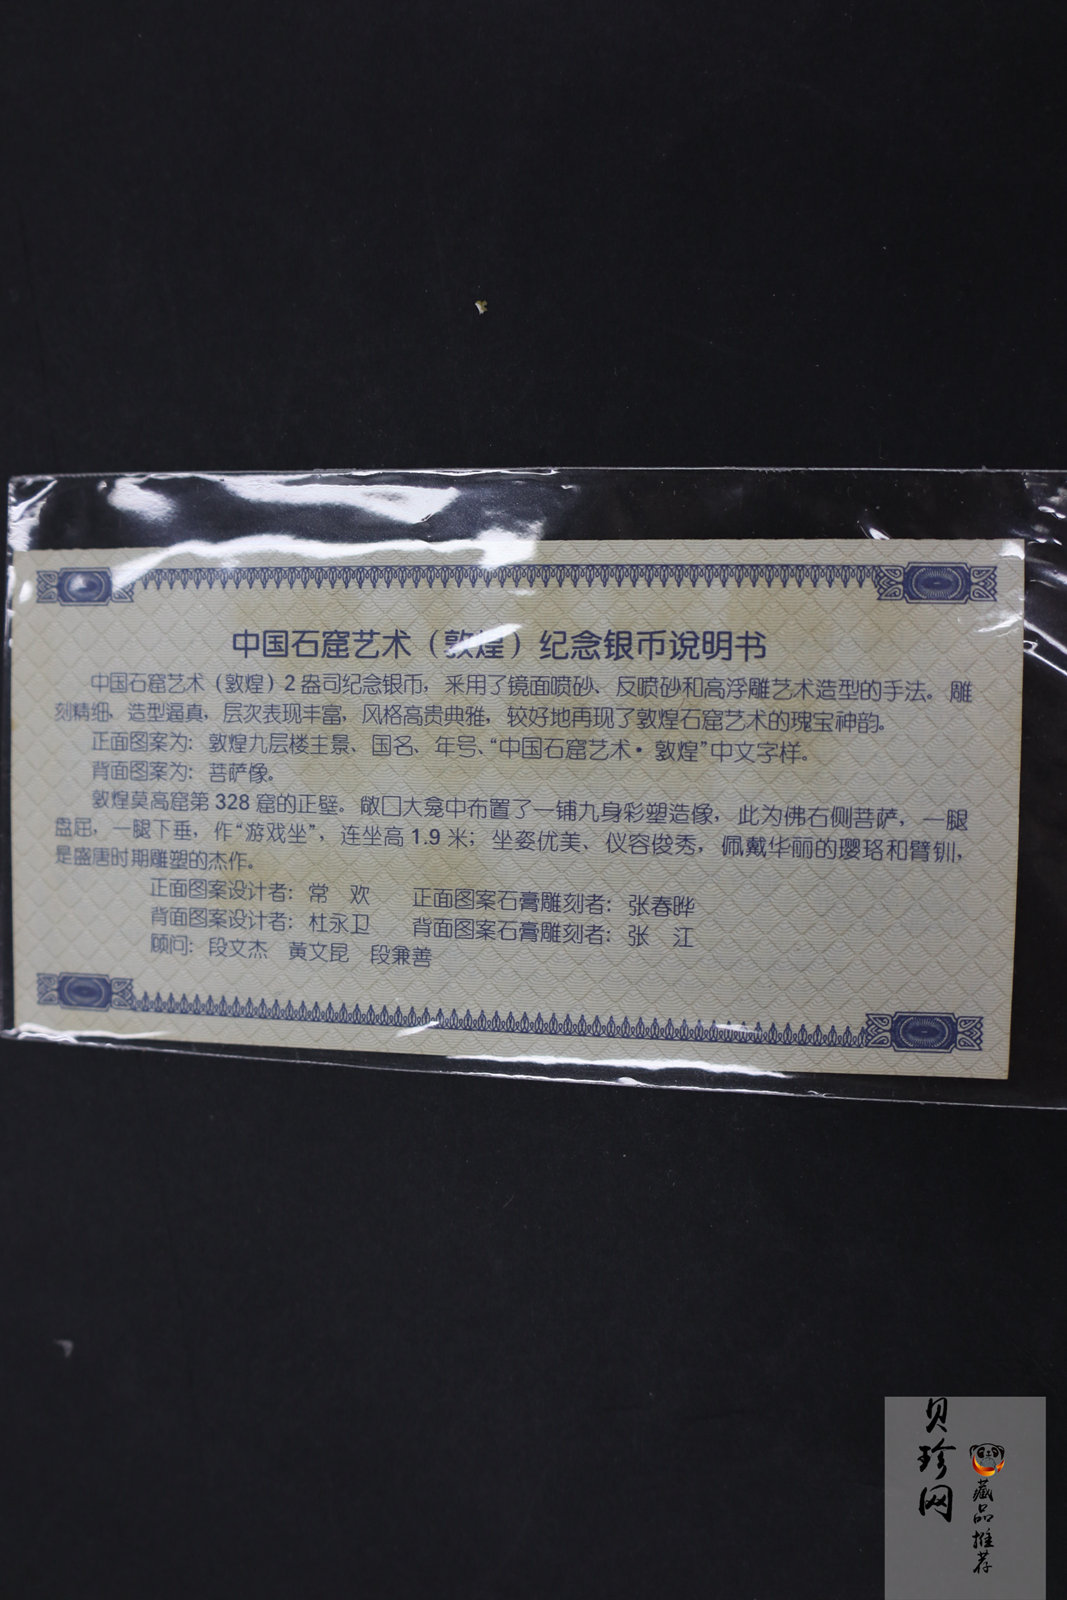 中国石窟艺术（敦煌）纪念银币说明书
中国石窟艺术（敦煌）2盎司纪念银币，采用了镜面喷砂、反喷砂和高浮雕艺术造型的手法。雕
刻精细，造型逼真，层次表现丰富，风格高贵典雅，较好地再现了敦煌石窟艺术的瑰宝神韵。
正面图案为：敦煌九层楼主景、国名、年号、“中国石窟艺术·敦煌”中文字样。
背面图案为：菩萨像。
敦煌莫高窟第 328 窟的正壁。敞口大龛中布置了一铺九身彩塑造像，此为佛右侧菩萨，一腿
盘屈，一腿下垂，作“游戏坐”，连坐高 1.9 米；坐姿优美、仪容俊秀，佩戴华丽的璎珞和臂钏，
是盛唐时期雕塑的杰作。
正面图案设计者：常　欢　　正面图案石膏雕刻者：张春晔
背面图案设计者：杜永卫　　背面图案石膏雕刻者：张　江
顾问：段文杰　黄文昆　段兼善
贝珍网
藏品推荐